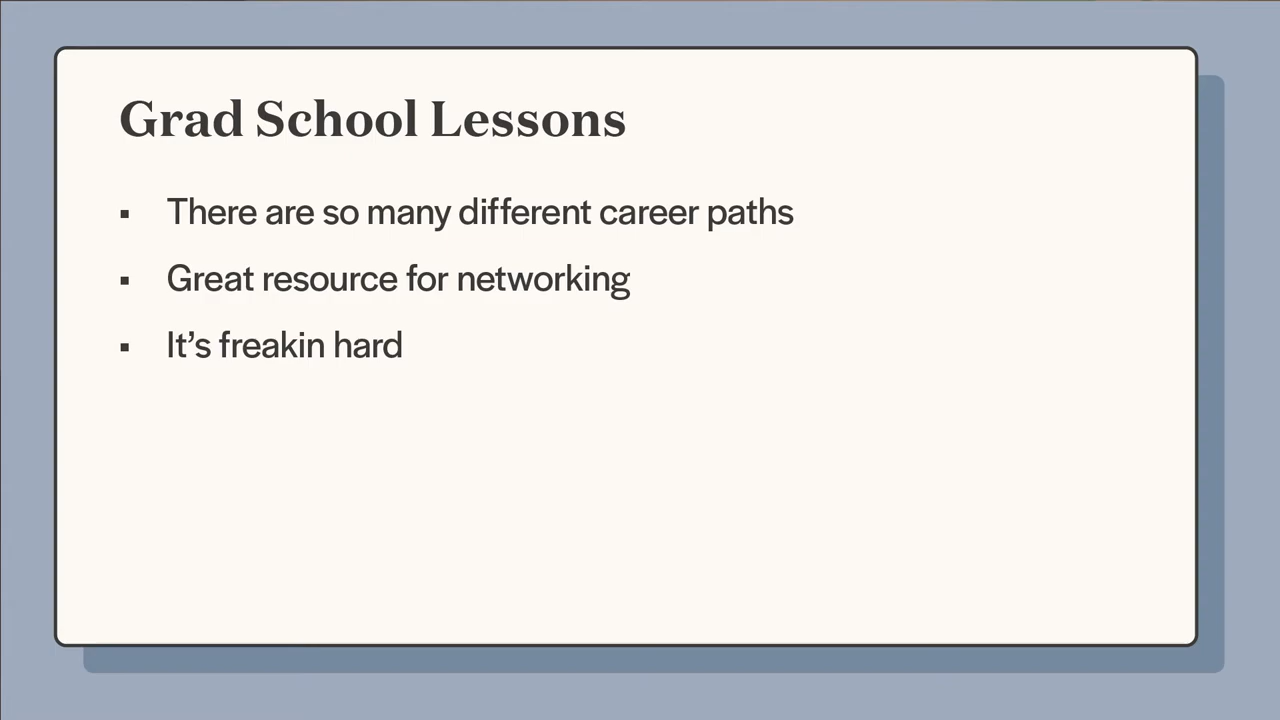 Grad School Lessons
▪ There are so many different career paths
▪ Great resource for networking
▪ It’s freakin hard